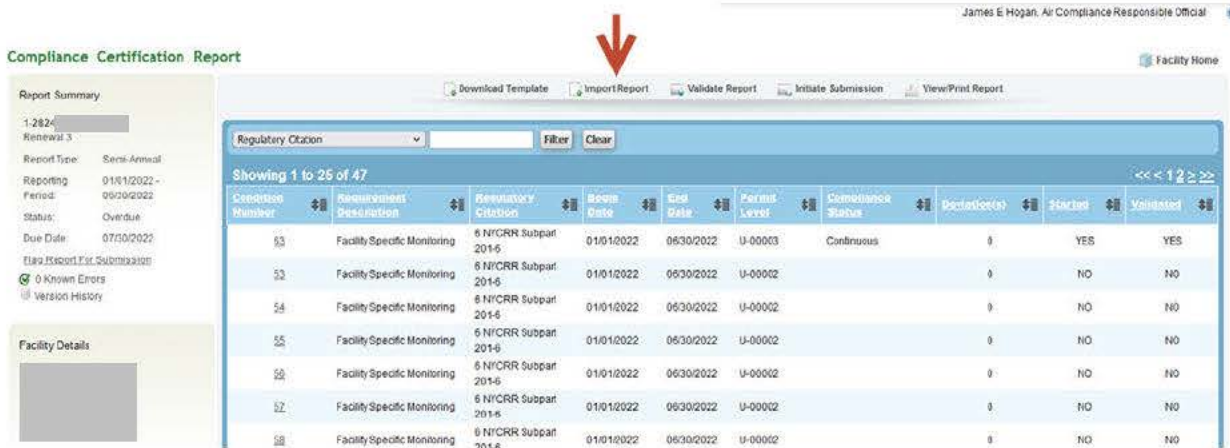 James E Hogan, Air Compliance Responsible Official
Compliance Certification Report
Facility Home
Download Template Import Report Validate Report Initiate Submission View/Print Report
Report Summary
1-2824
Renewal 3
Report Type: Semi-Annual
Reporting Period: 01/01/2022 - 06/30/2022
Status: Overdue
Due Date: 07/30/2022
Flag Report For Submission
0 Known Errors
Version History
Facility Details
Regulatory Citation Filter Clear
Showing 1 to 25 of 47 << < 1 2 > >>
Condition Number Requirement Description Regulatory Citation Begin Date End Date Permit Level Compliance Status Deviation(s) Started Validated
63 Facility Specific Monitoring 6 NYCRR Subpart 201-6 01/01/2022 06/30/2022 U-00003 Continuous 0 YES YES
53 Facility Specific Monitoring 6 NYCRR Subpart 201-6 01/01/2022 06/30/2022 U-00002 0 NO NO
54 Facility Specific Monitoring 6 NYCRR Subpart 201-6 01/01/2022 06/30/2022 U-00002 0 NO NO
55 Facility Specific Monitoring 6 NYCRR Subpart 201-6 01/01/2022 06/30/2022 U-00002 0 NO NO
56 Facility Specific Monitoring 6 NYCRR Subpart 201-6 01/01/2022 06/30/2022 U-00002 0 NO NO
57 Facility Specific Monitoring 6 NYCRR Subpart 201-6 01/01/2022 06/30/2022 U-00002 0 NO NO
58 Facility Specific Monitoring 6 NYCRR Subpart 201-6 01/01/2022 06/30/2022 U-00002 0 NO NO